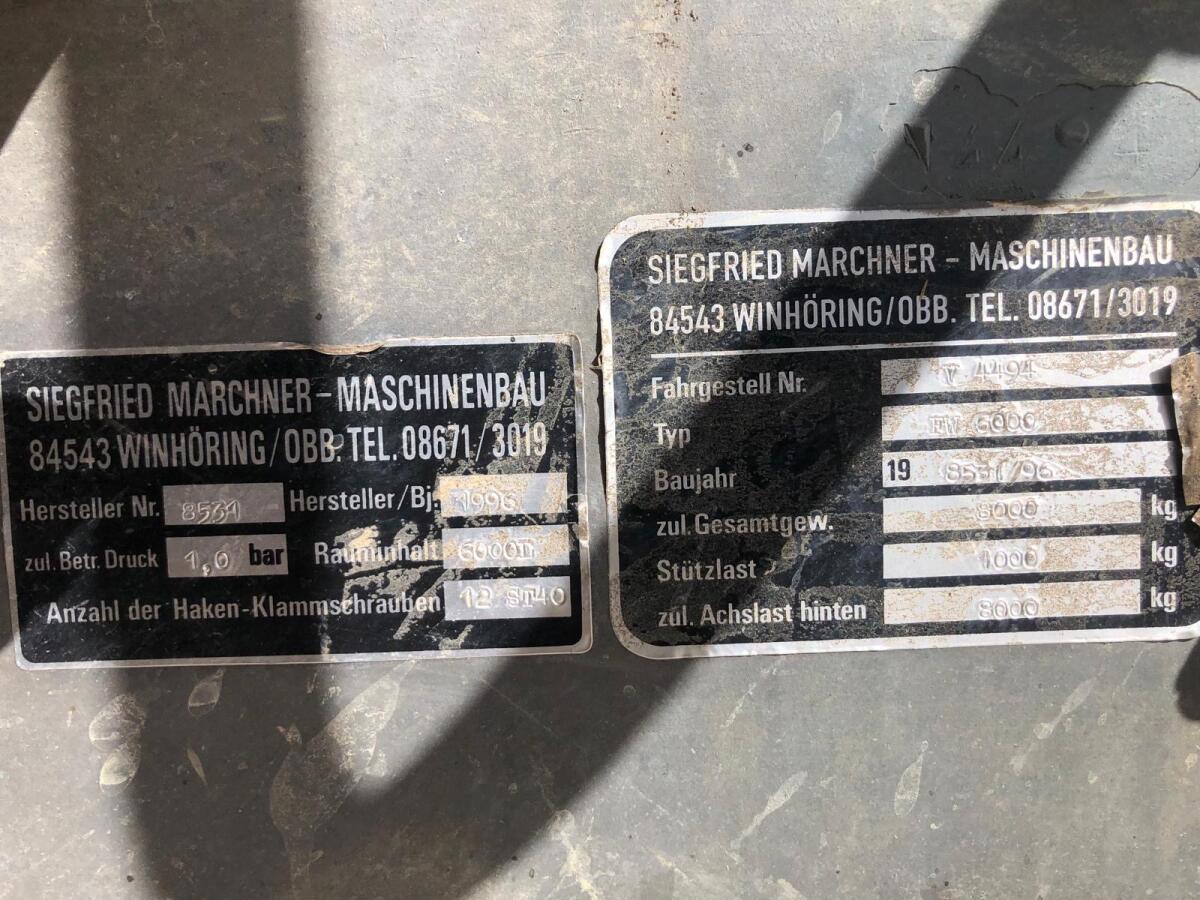 SIEGFRIED MARCHNER - MASCHINENBAU
84543 WINHÖRING/OBB. TEL. 08671/3019
Hersteller Nr. 8531 Hersteller/Bj. 1996
zul. Betr. Druck 1,0 bar Rauminhalt 6000
Anzahl der Haken-Klammschrauben 12 ST40
V 4494
SIEGFRIED MARCHNER - MASCHINENBAU
84543 WINHÖRING/OBB. TEL. 08671/3019
Fahrgestell Nr. V 4494
Typ FW 6000
Baujahr 19 8531/96
zul. Gesamtgew. 8000 kg
Stützlast 1000 kg
zul. Achslast hinten 8000 kg